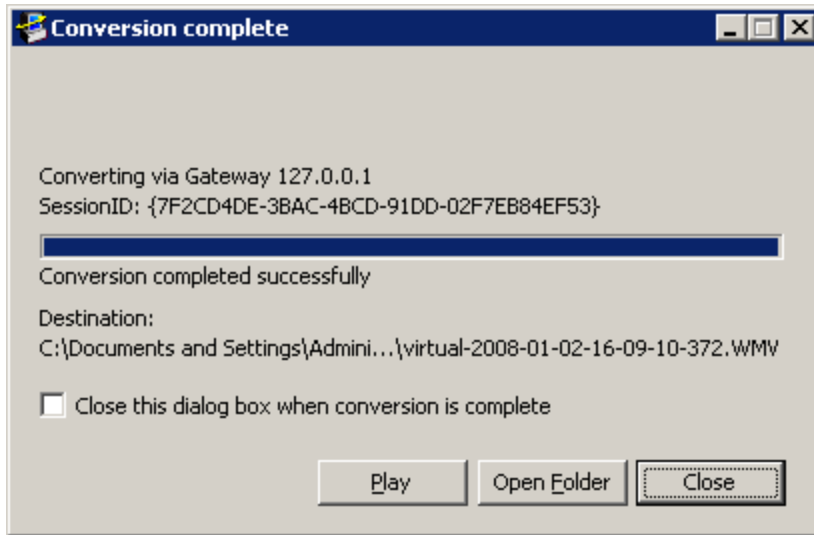 Conversion complete
Converting via Gateway 127.0.0.1
SessionID: {7F2CD4DE-3BAC-4BCD-91DD-02F7EB84EF53}
Conversion completed successfully
Destination:
C:\Documents and Settings\Admini...\virtual-2008-01-02-16-09-10-372.WMV
Close this dialog box when conversion is complete
Play Open Folder Close